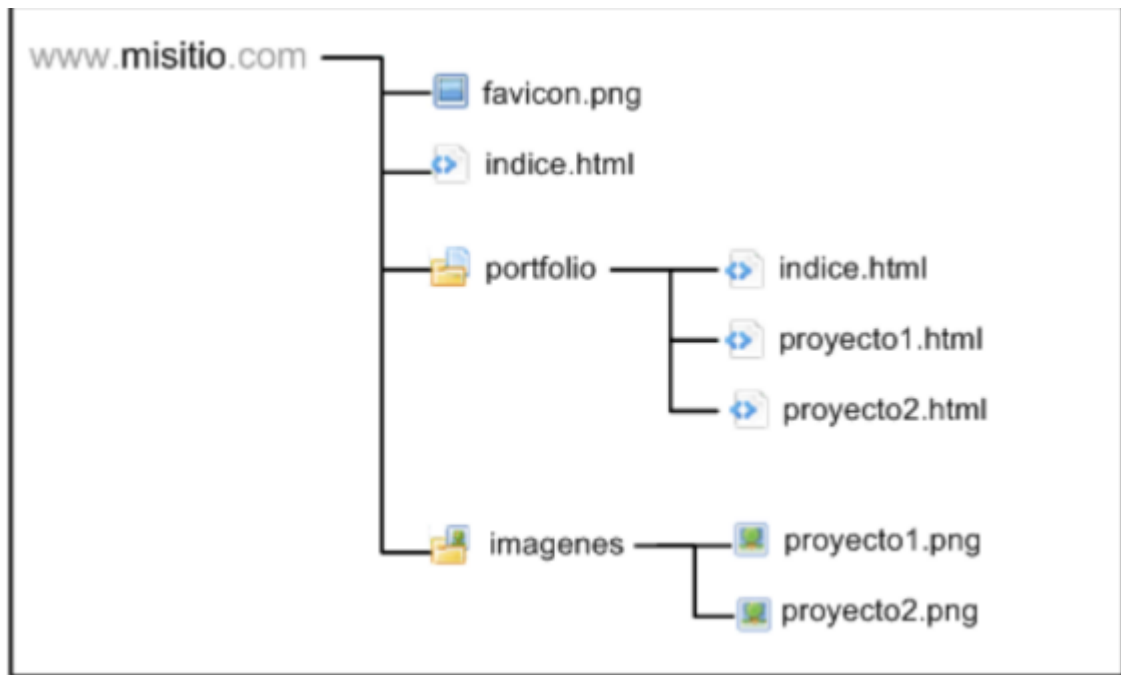 www.misitio.com
favicon.png
indice.html
portfolio
indice.html
proyecto1.html
proyecto2.html
imagenes
proyecto1.png
proyecto2.png